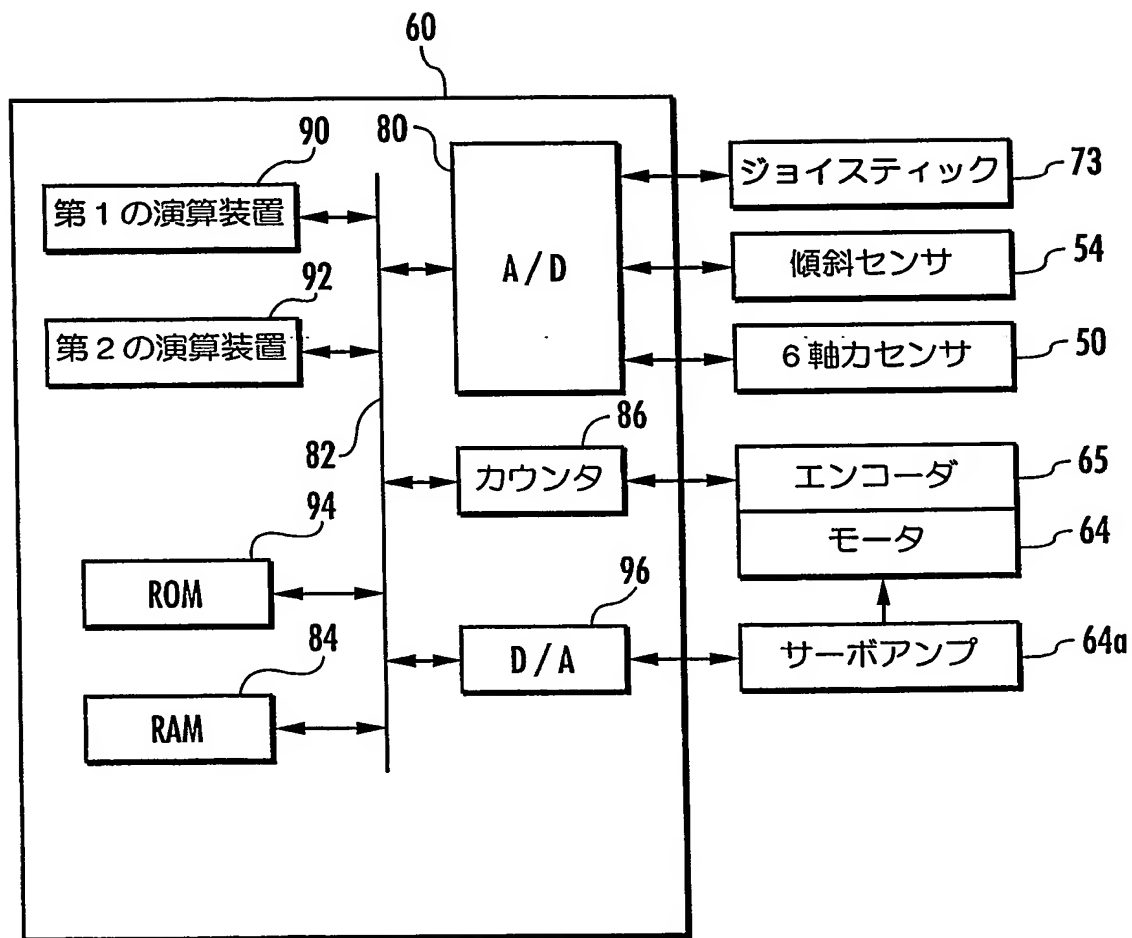 60
90
80
ジョイスティック
73
第1の演算装置
A/D
傾斜センサ
54
92
第2の演算装置
6軸力センサ
50
82
86
カウンタ
エンコーダ
65
モータ
64
94
ROM
96
D/A
サーボアンプ
64a
84
RAM